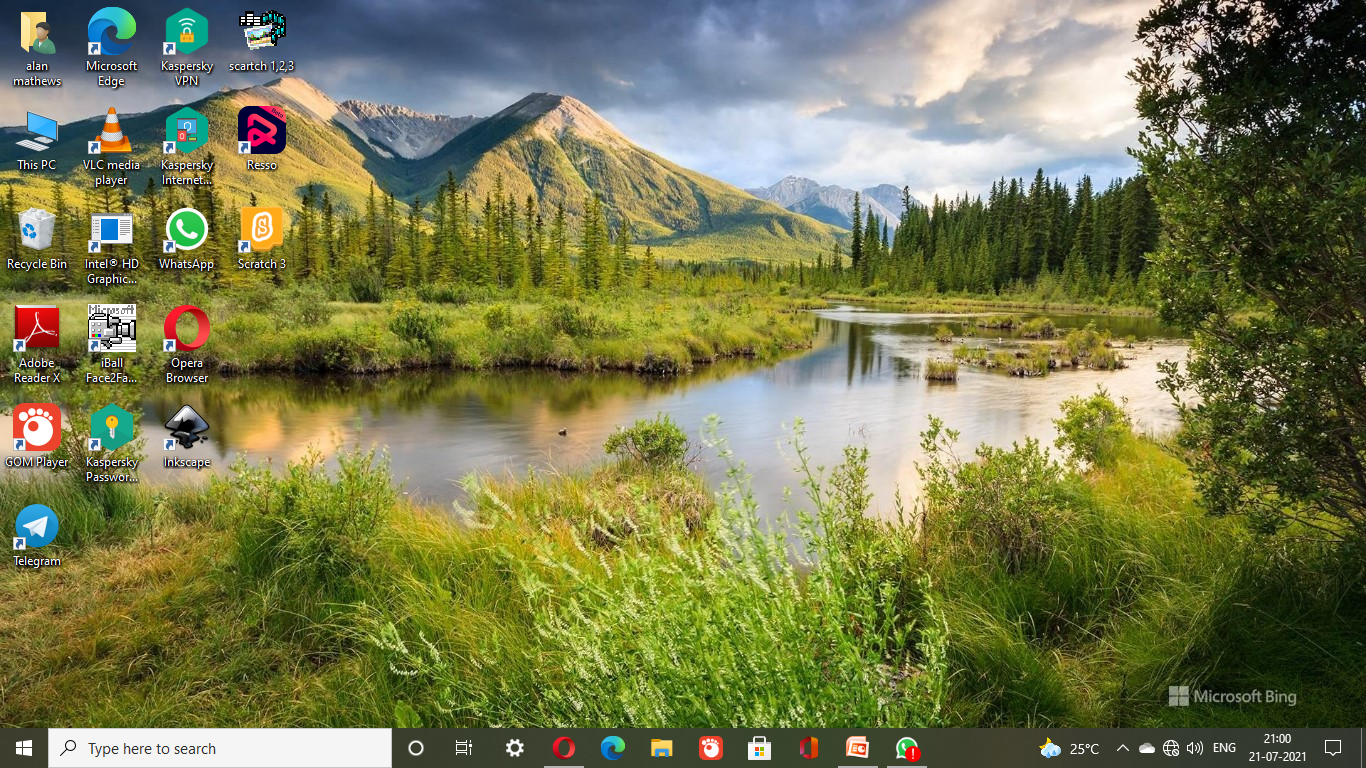 alan
mathews
Microsoft
Edge
Kaspersky
VPN
scartch 1,2,3
This PC
VLC media
player
Kaspersky
Internet...
Beta
Resso
Recycle Bin
Intel® HD
Graphic...
WhatsApp
Scratch 3
Adobe
Reader X
Microsoft
iBall
Face2Fa...
Opera
Browser
GOM Player
Kaspersky
Passwor...
Inkscape
Telegram
Microsoft Bing
Type here to search
25°C
ENG
21:00
21-07-2021